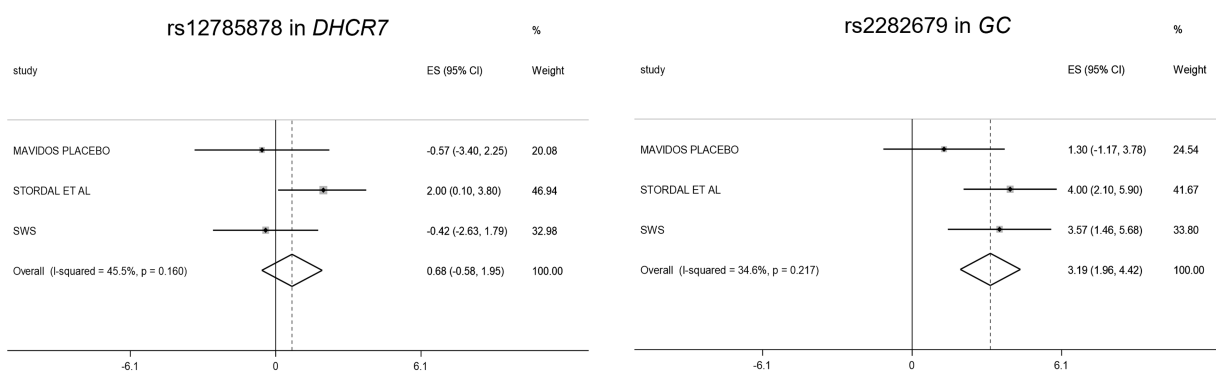 rs12785878 in DHCR7
%
study ES (95% CI) Weight
MAVIDOS PLACEBO -0.57 (-3.40, 2.25) 20.08
STORDAL ET AL 2.00 (0.10, 3.80) 46.94
SWS -0.42 (-2.63, 1.79) 32.98
Overall (I-squared = 45.5%, p = 0.160) 0.68 (-0.58, 1.95) 100.00
-6.1 0 6.1
rs2282679 in GC
%
study ES (95% CI) Weight
MAVIDOS PLACEBO 1.30 (-1.17, 3.78) 24.54
STORDAL ET AL 4.00 (2.10, 5.90) 41.67
SWS 3.57 (1.46, 5.68) 33.80
Overall (I-squared = 34.6%, p = 0.217) 3.19 (1.96, 4.42) 100.00
-6.1 0 6.1